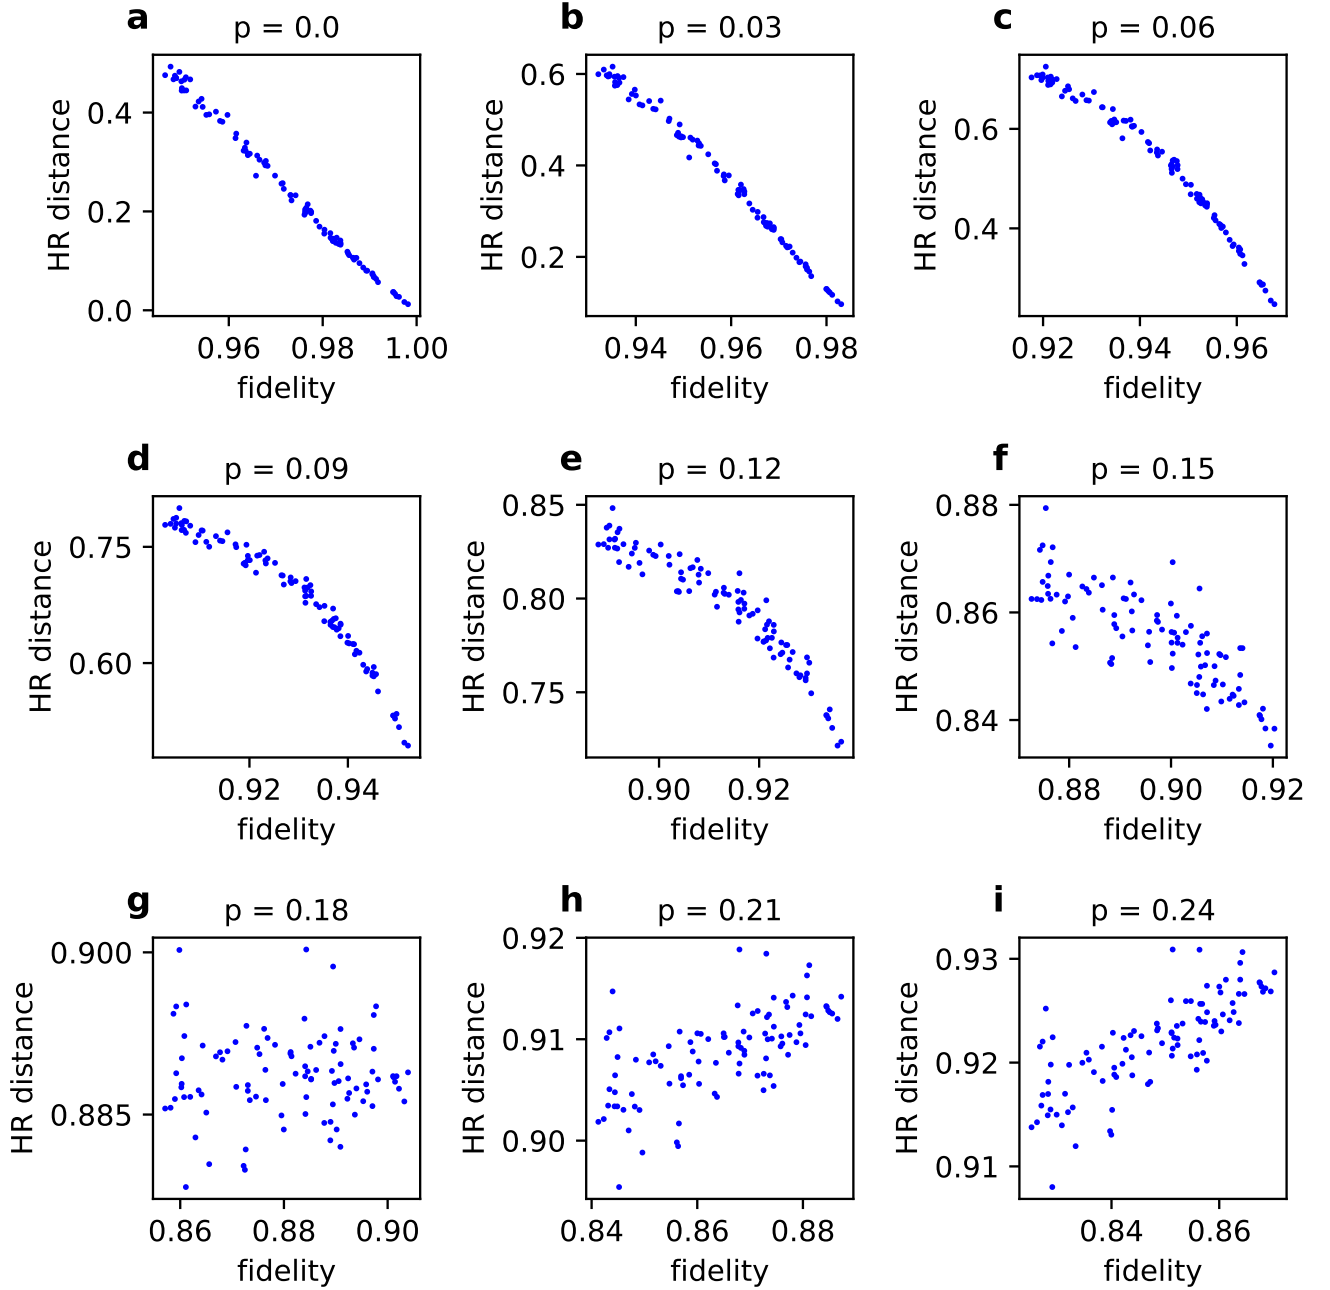 a
p = 0.0
HR distance
0.4
0.2
0.0
0.96 0.98 1.00
fidelity
b
p = 0.03
HR distance
0.6
0.4
0.2
0.94 0.96 0.98
fidelity
c
p = 0.06
HR distance
0.6
0.4
0.92 0.94 0.96
fidelity
d
p = 0.09
HR distance
0.75
0.60
0.92 0.94
fidelity
e
p = 0.12
HR distance
0.85
0.80
0.75
0.90 0.92
fidelity
f
p = 0.15
HR distance
0.88
0.86
0.84
0.88 0.90 0.92
fidelity
g
p = 0.18
HR distance
0.900
0.885
0.86 0.88 0.90
fidelity
h
p = 0.21
HR distance
0.92
0.91
0.90
0.84 0.86 0.88
fidelity
i
p = 0.24
HR distance
0.93
0.92
0.91
0.84 0.86
fidelity